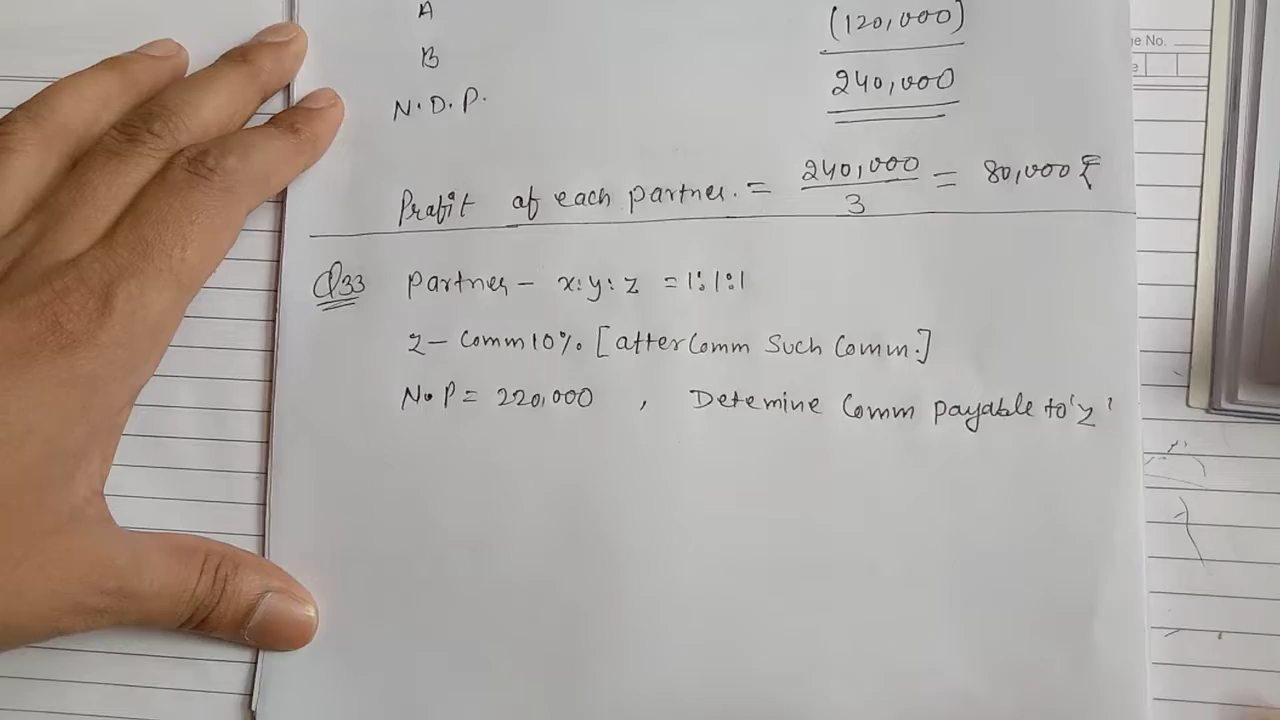 A
(120,000)
B
N.D.P.
240,000
Profit of each partner. = 240,000 / 3 = 80,000 ₹
Q33 Partner - x:y:z = 1:1:1
z - Comm 10% [after Comm Such Comm.]
N.P = 220,000 , Detemine Comm payable to 'z'
e No.
e